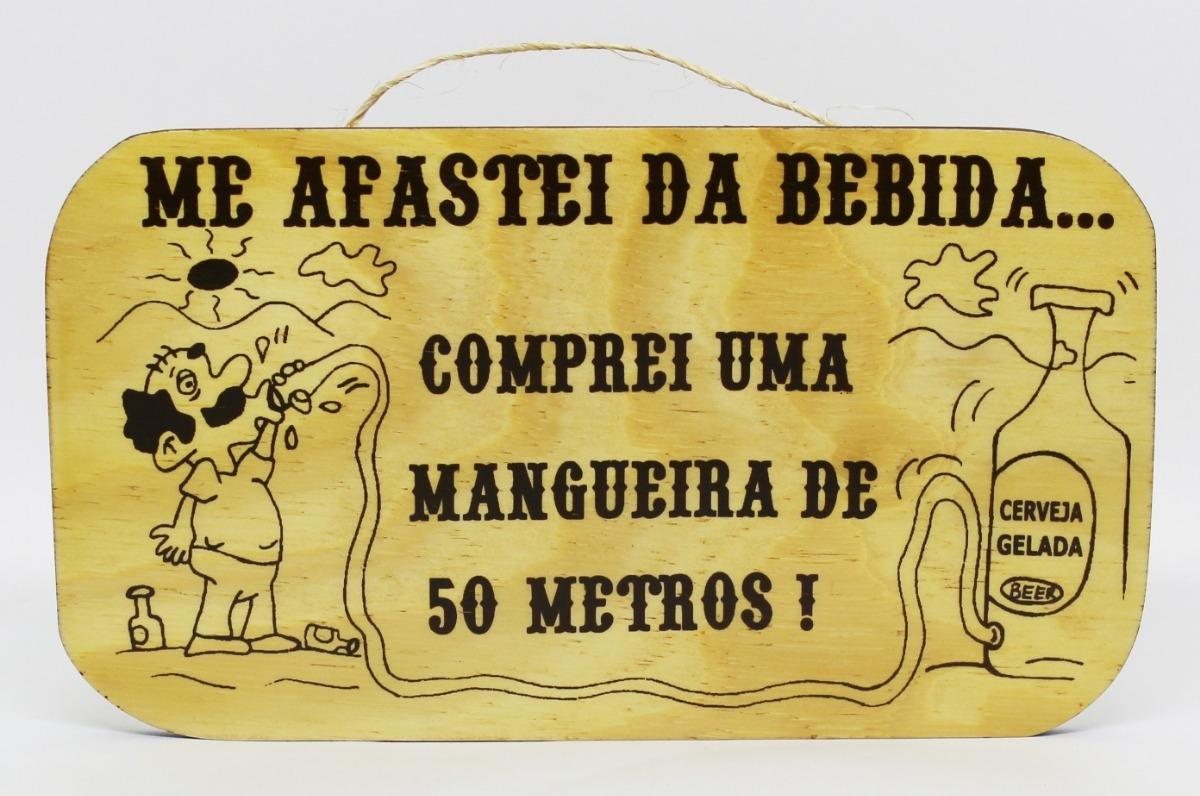 ME AFASTEI DA BEBIDA...
COMPREI UMA
MANGUEIRA DE
50 METROS !
CERVEJA
GELADA
BEER